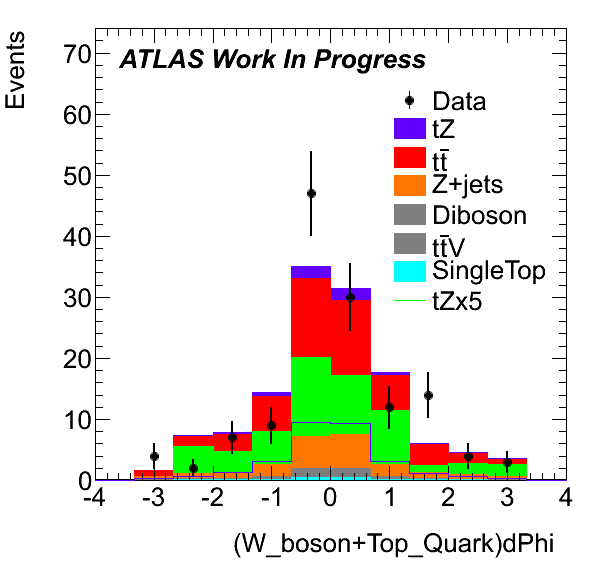 Events
ATLAS Work In Progress
Data
tZ
tt̄
Z+jets
Diboson
tt̄V
SingleTop
tZx5
70
60
50
40
30
20
10
0
-4 -3 -2 -1 0 1 2 3 4
(W_boson+Top_Quark)dPhi